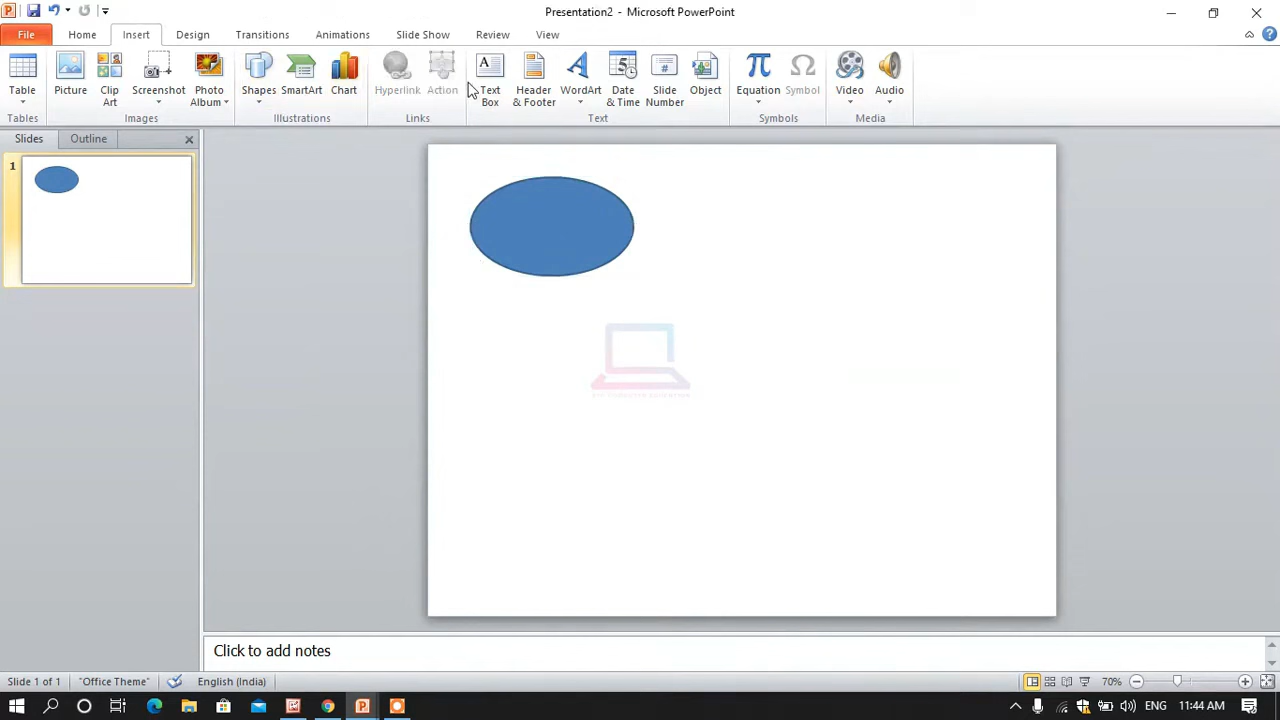 Presentation2 - Microsoft PowerPoint
File Home Insert Design Transitions Animations Slide Show Review View
Table Picture Clip Art Screenshot Photo Album Shapes SmartArt Chart Hyperlink Action Text Box Header & Footer WordArt Date & Time Slide Number Object Equation Symbol Video Audio
Tables Images Illustrations Links Text Symbols Media
Slides Outline
1
Click to add notes
Slide 1 of 1 "Office Theme" English (India) 70%
ENG 11:44 AM